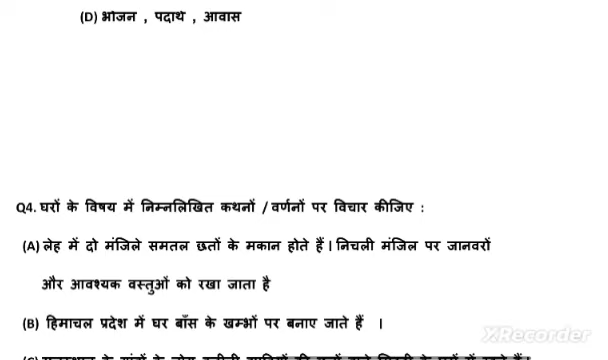 (D) भोजन , पदार्थ , आवास
Q4. घरों के विषय में निम्नलिखित कथनों / वर्णनों पर विचार कीजिए :
(A) लेह में दो मंजिले समतल छतों के मकान होते हैं। निचली मंजिल पर जानवरों
और आवश्यक वस्तुओं को रखा जाता है
(B) हिमाचल प्रदेश में घर बाँस के खम्भों पर बनाए जाते हैं ।
XRecorder